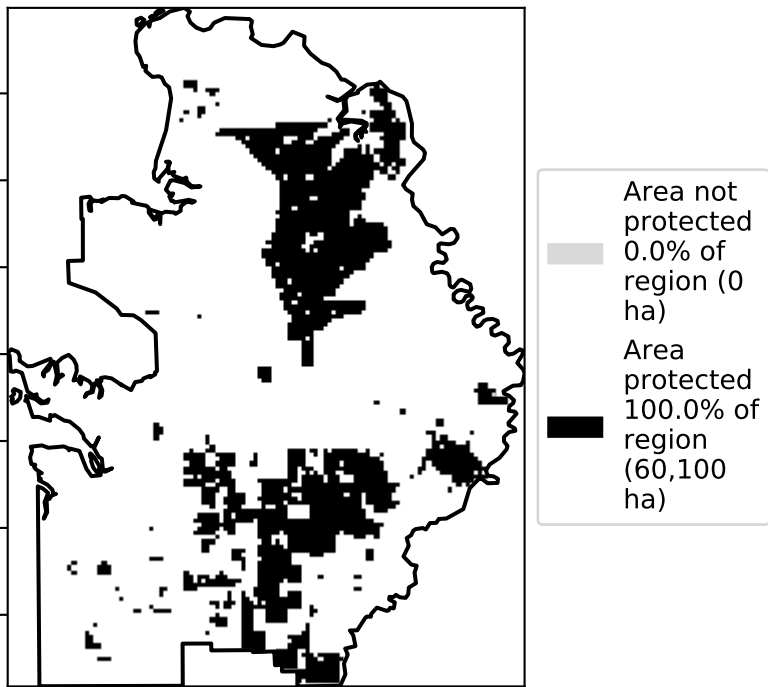 Area not
protected
0.0% of
region (0
ha)
Area
protected
100.0% of
region
(60,100
ha)